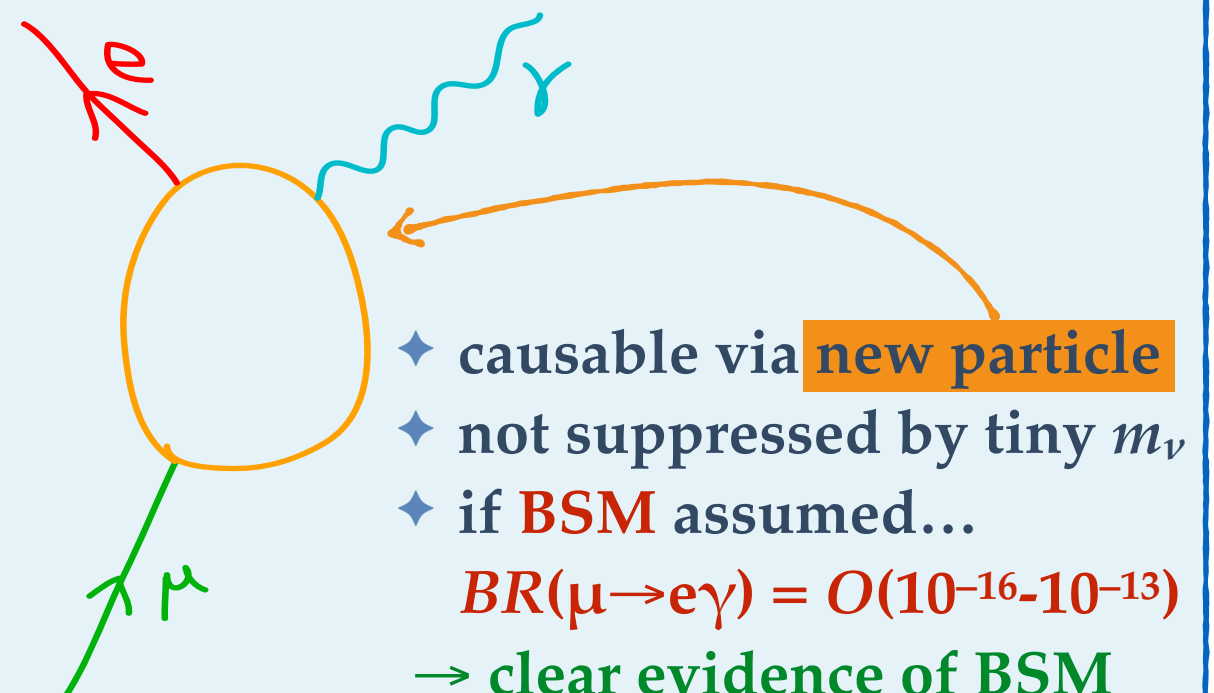 e
γ
✦ causable via new particle
✦ not suppressed by tiny mν
✦ if BSM assumed…
BR(μ→eγ) = O(10–16-10–13)
μ
→ clear evidence of BSM